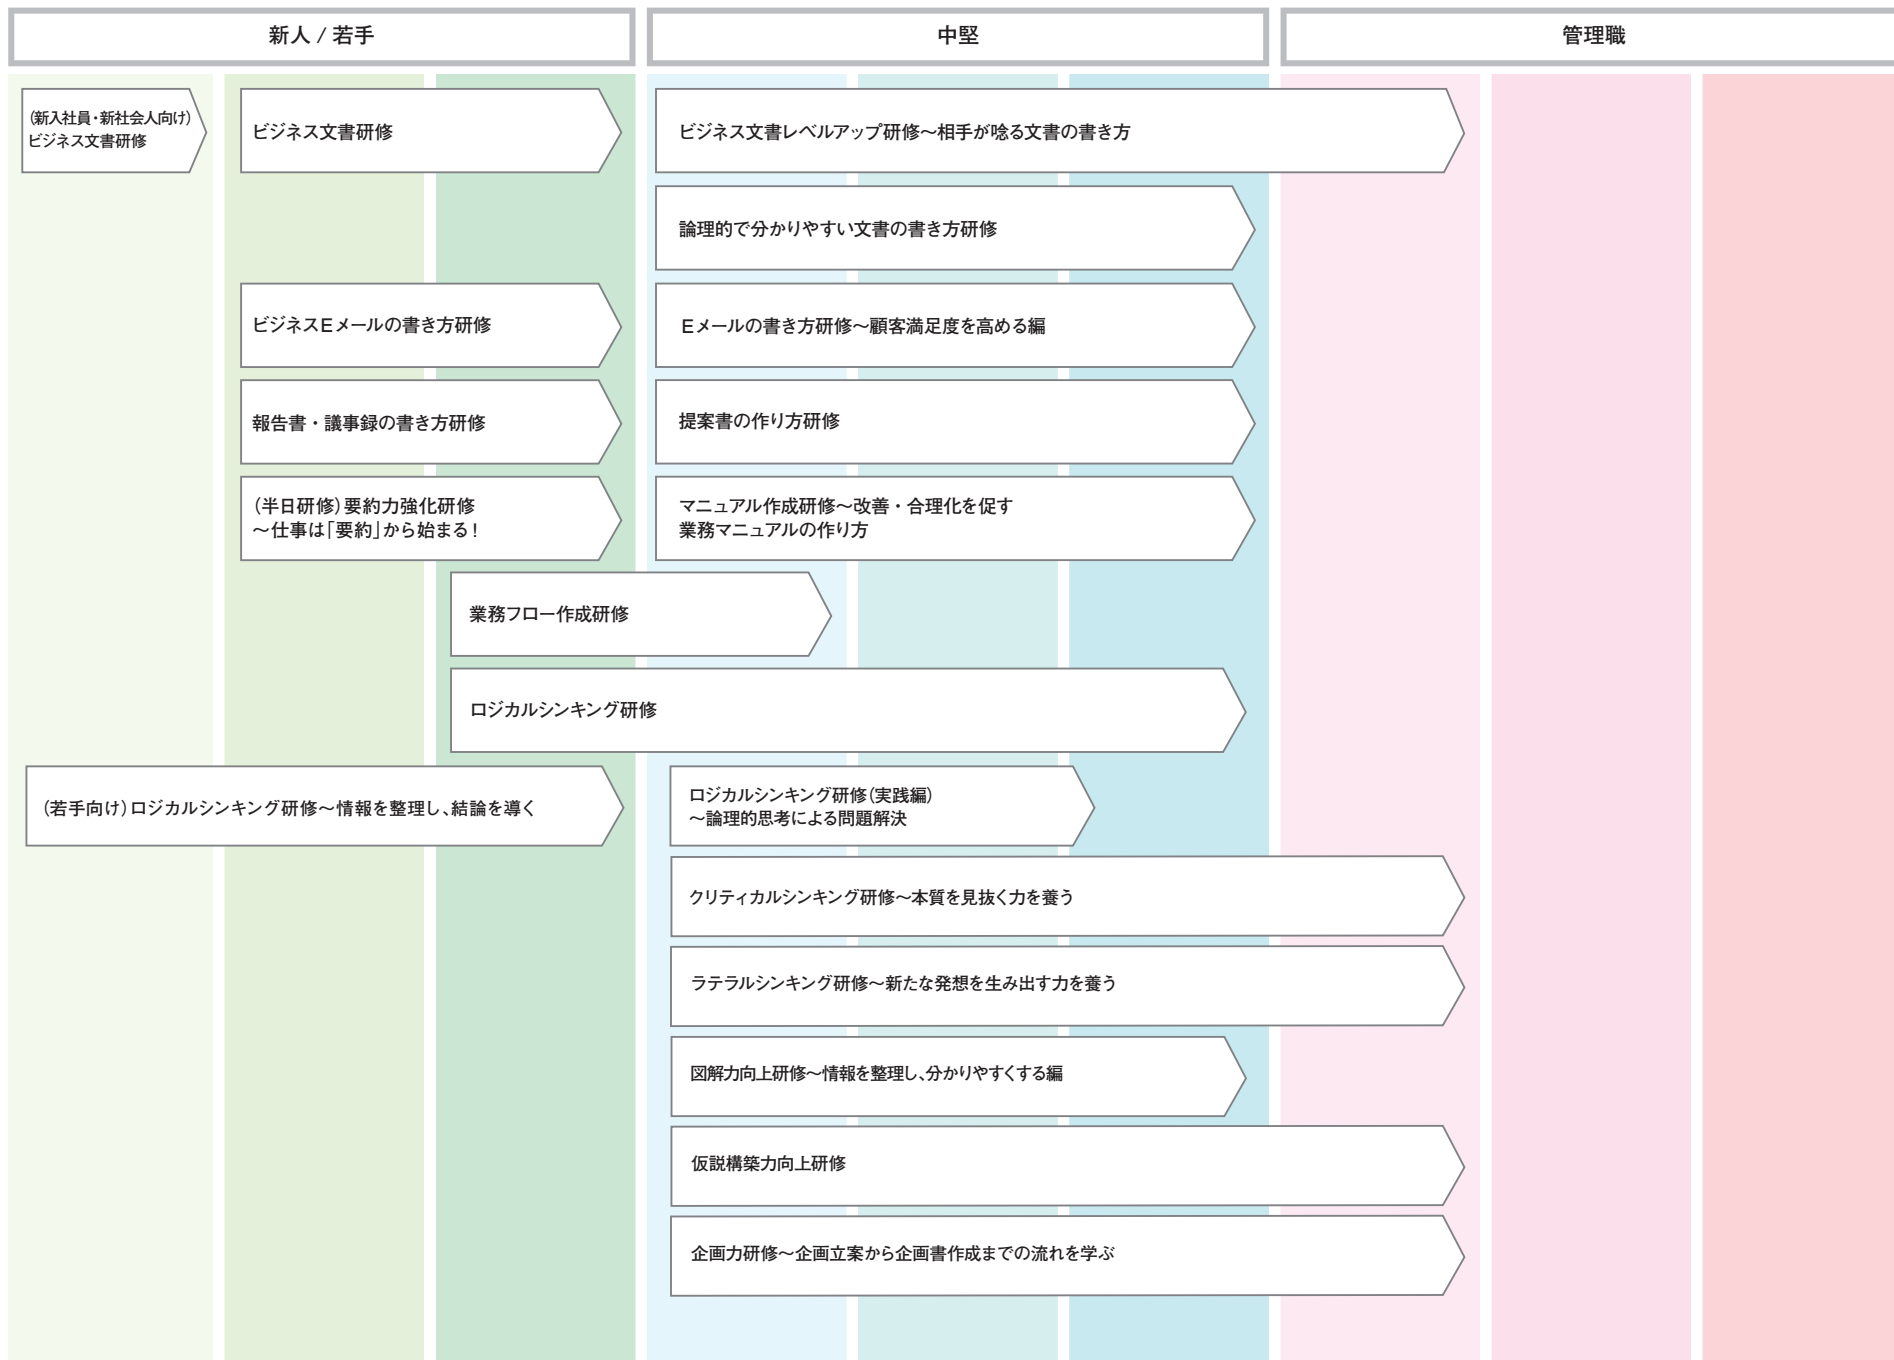 新人 / 若手
中堅
管理職
(新入社員・新社会人向け)
ビジネス文書研修
ビジネス文書研修
ビジネス文書レベルアップ研修～相手が唸る文書の書き方
論理的で分かりやすい文書の書き方研修
ビジネスEメールの書き方研修
Eメールの書き方研修～顧客満足度を高める編
報告書・議事録の書き方研修
提案書の作り方研修
(半日研修)要約力強化研修
～仕事は「要約」から始まる!
マニュアル作成研修～改善・合理化を促す
業務マニュアルの作り方
業務フロー作成研修
ロジカルシンキング研修
(若手向け)ロジカルシンキング研修～情報を整理し、結論を導く
ロジカルシンキング研修(実践編)
～論理的思考による問題解決
クリティカルシンキング研修～本質を見抜く力を養う
ラテラルシンキング研修～新たな発想を生み出す力を養う
図解力向上研修～情報を整理し、分かりやすくする編
仮説構築力向上研修
企画力研修～企画立案から企画書作成までの流れを学ぶ